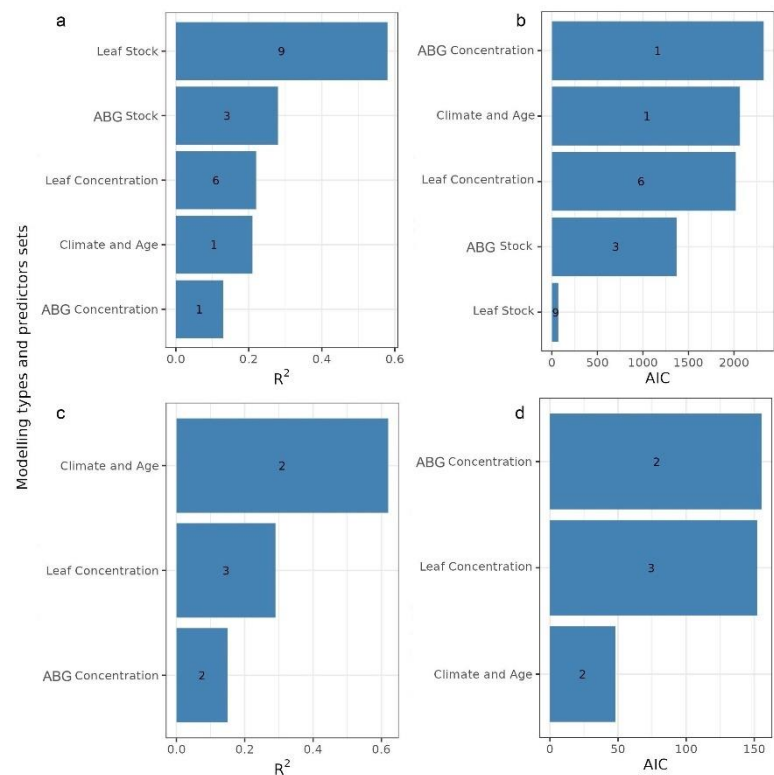 Modelling types and predictors sets
a
Leaf Stock
9
ABG Stock
3
Leaf Concentration
6
Climate and Age
1
ABG Concentration
1
0.0 0.2 0.4 0.6
R²
b
ABG Concentration
1
Climate and Age
1
Leaf Concentration
6
ABG Stock
3
Leaf Stock
9
0 500 1000 1500 2000
AIC
c
Climate and Age
2
Leaf Concentration
3
ABG Concentration
2
0.0 0.2 0.4 0.6
R²
d
ABG Concentration
2
Leaf Concentration
3
Climate and Age
2
0 50 100 150
AIC